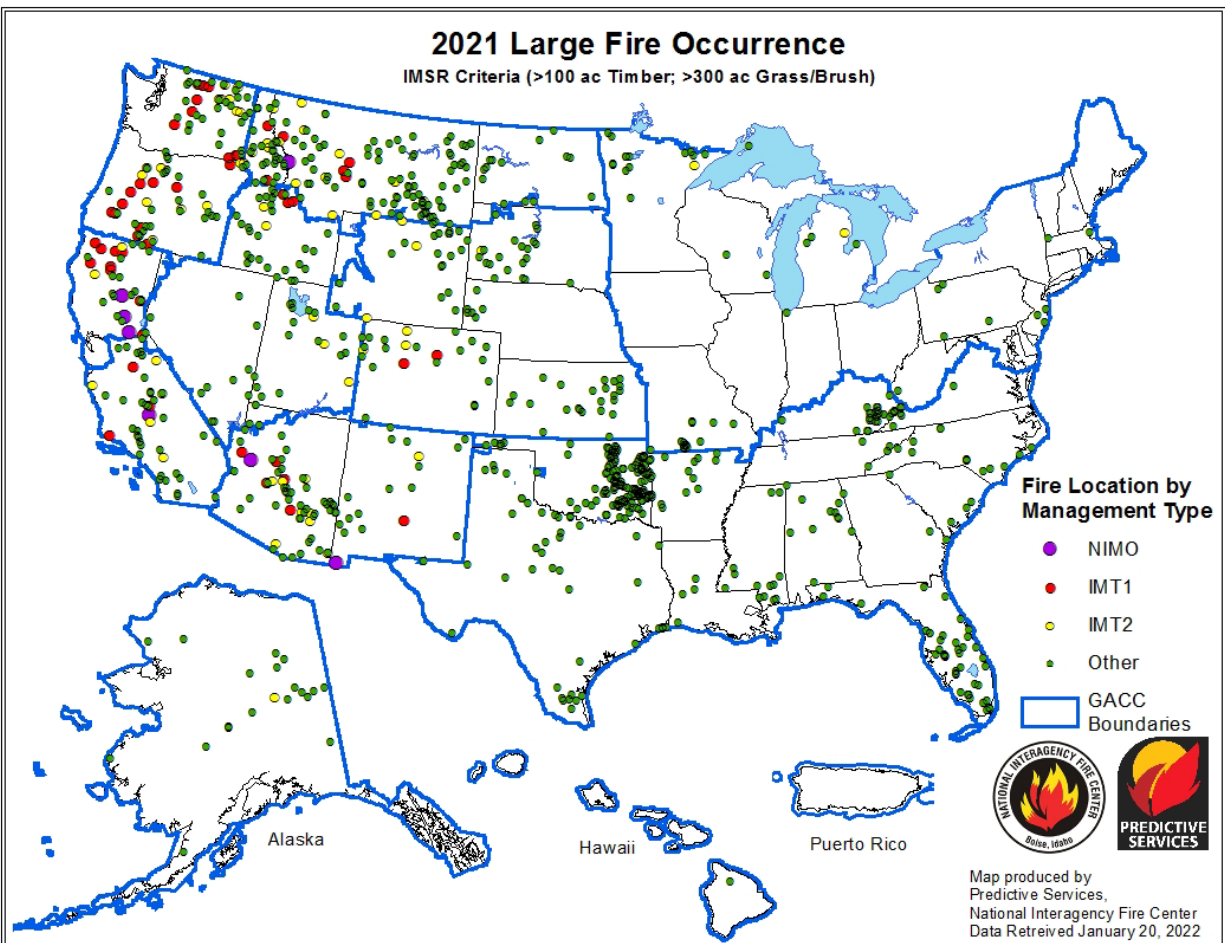 2021 Large Fire Occurrence
IMSR Criteria (>100 ac Timber; >300 ac Grass/Brush)
Fire Location by
Management Type
NIMO
IMT1
IMT2
Other
GACC
Boundaries
Alaska
Hawaii
Puerto Rico
NATIONAL INTERAGENCY FIRE CENTER
Boise, Idaho
PREDICTIVE
SERVICES
Map produced by
Predictive Services,
National Interagency Fire Center
Data Retreived January 20, 2022